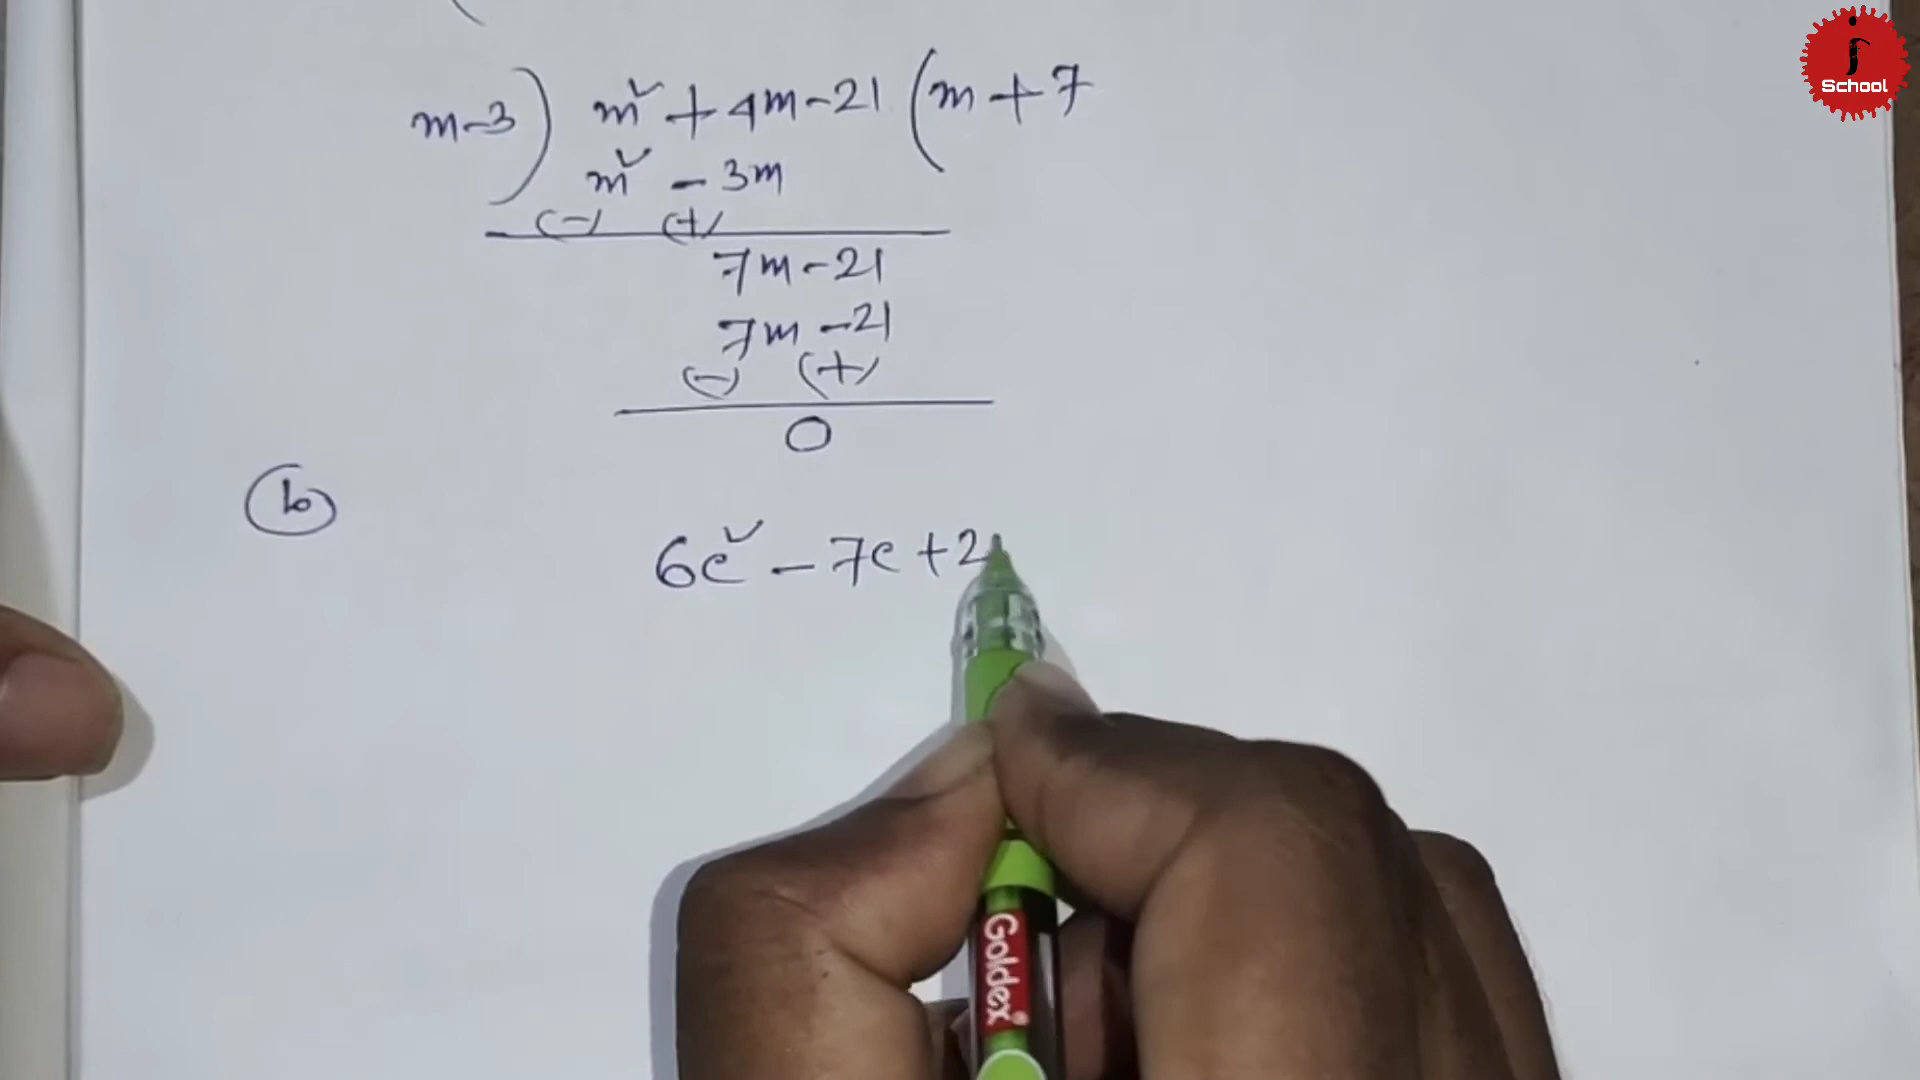 m-3) m² + 4m - 21 (m + 7
m² - 3m
(-) (+)
7m - 21
7m - 21
(-) (+)
0
(b)
6c² - 7c + 2
Goldex®
School